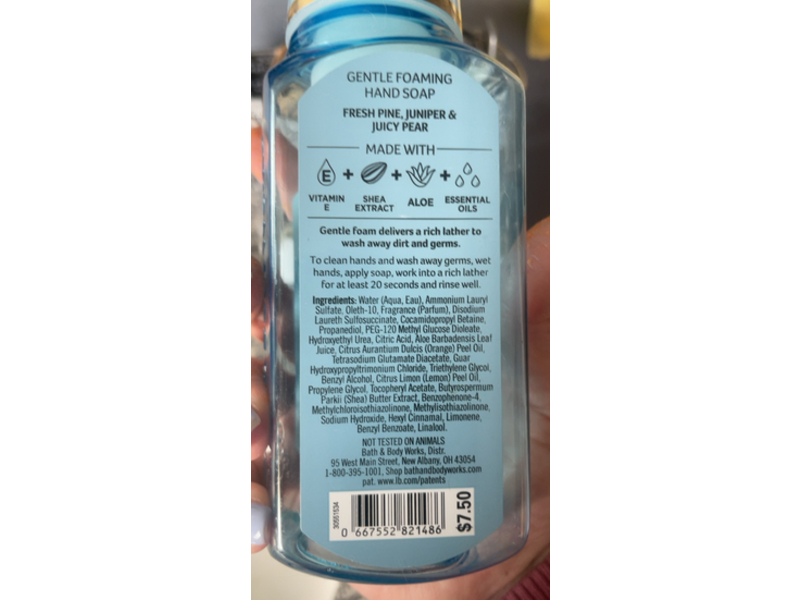 GENTLE FOAMING
HAND SOAP
FRESH PINE, JUNIPER &
JUICY PEAR
MADE WITH
E + + +
VITAMIN E SHEA EXTRACT ALOE ESSENTIAL OILS
Gentle foam delivers a rich lather to
wash away dirt and germs.
To clean hands and wash away germs, wet
hands, apply soap, work into a rich lather
for at least 20 seconds and rinse well.
Ingredients: Water (Aqua, Eau), Ammonium Lauryl
Sulfate, Oleth-10, Fragrance (Parfum), Disodium
Laureth Sulfosuccinate, Cocamidopropyl Betaine,
Propanediol, PEG-120 Methyl Glucose Dioleate,
Hydroxyethyl Urea, Citric Acid, Aloe Barbadensis Leaf
Juice, Citrus Aurantium Dulcis (Orange) Peel Oil,
Tetrasodium Glutamate Diacetate, Guar
Hydroxypropyltrimonium Chloride, Triethylene Glycol,
Benzyl Alcohol, Citrus Limon (Lemon) Peel Oil,
Propylene Glycol, Tocopheryl Acetate, Butyrospermum
Parkii (Shea) Butter Extract, Benzophenone-4,
Methylchloroisothiazolinone, Methylisothiazolinone,
Sodium Hydroxide, Hexyl Cinnamal, Limonene,
Benzyl Benzoate, Linalool.
NOT TESTED ON ANIMALS
Bath & Body Works, Distr.
95 West Main Street, New Albany, OH 43054
1-800-395-1001, Shop bathandbodyworks.com
pat. www.lb.com/patents
$7.50
0 667552 821486